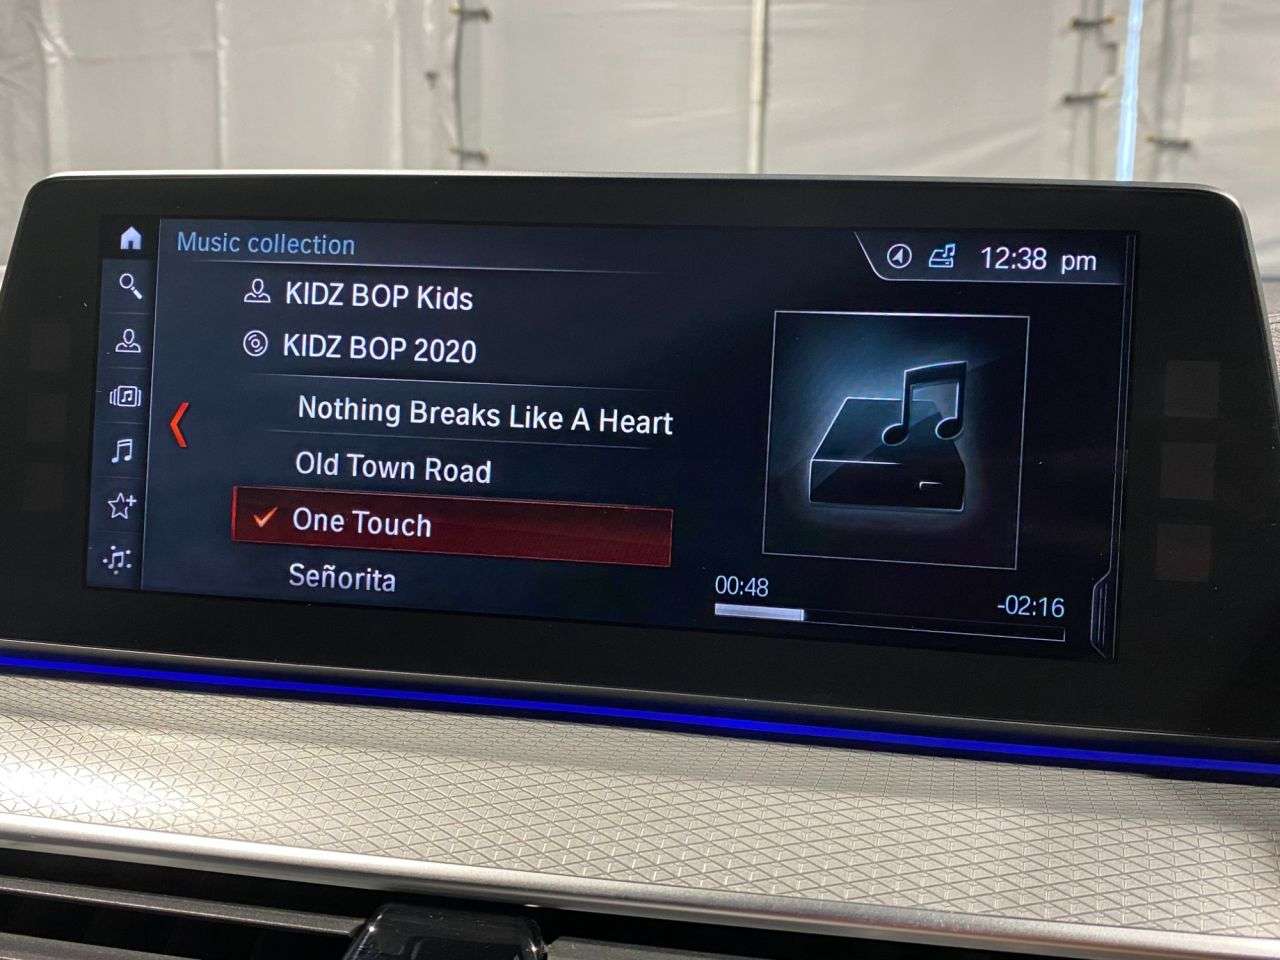 Music collection
12:38 pm
KIDZ BOP Kids
KIDZ BOP 2020
Nothing Breaks Like A Heart
Old Town Road
One Touch
Señorita
00:48
-02:16